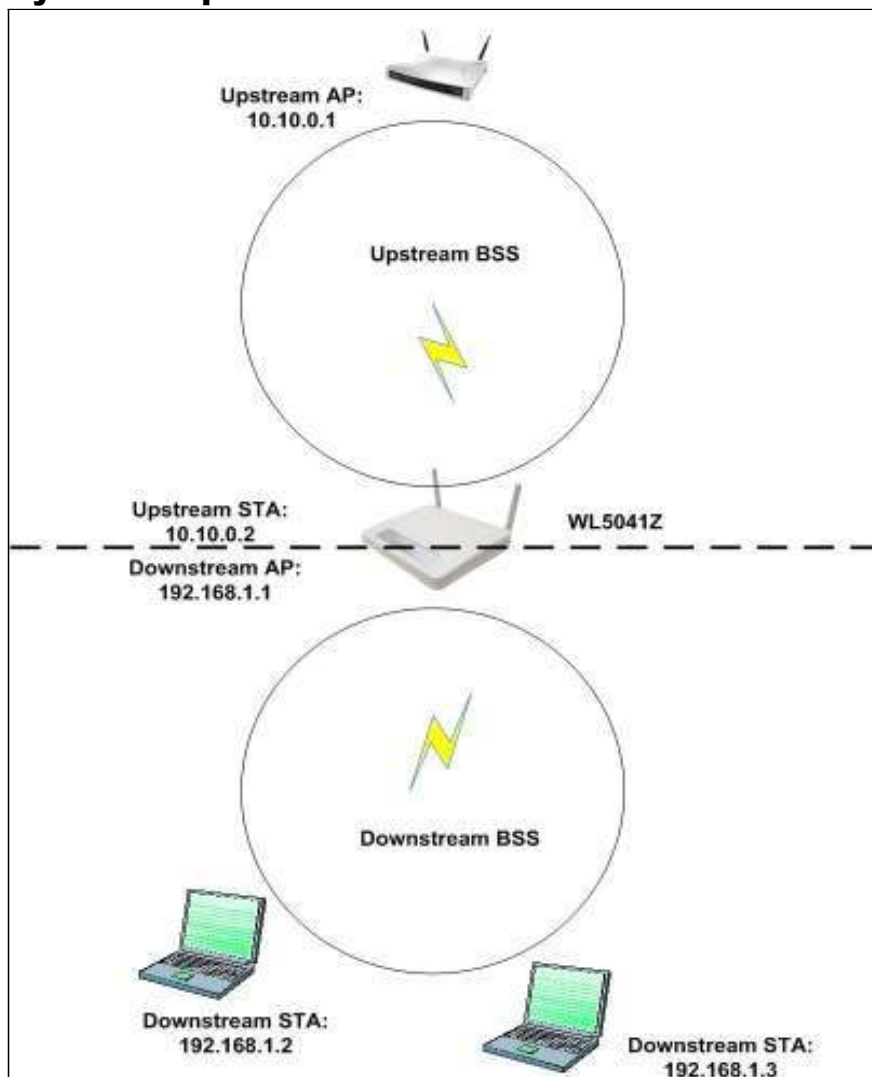 Upstream AP:
10.10.0.1
Upstream BSS
Upstream STA:
10.10.0.2
WL5041Z
Downstream AP:
192.168.1.1
Downstream BSS
Downstream STA:
192.168.1.2
Downstream STA:
192.168.1.3